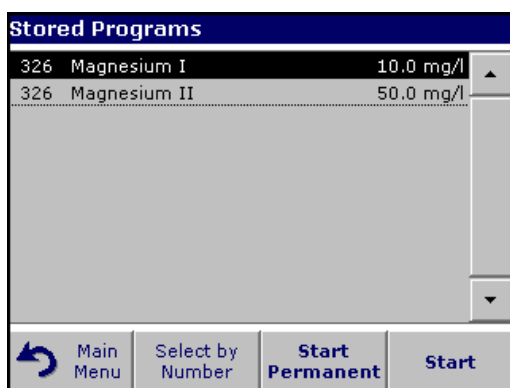 Stored Programs
326 Magnesium I 10.0 mg/l
326 Magnesium II 50.0 mg/l
Main Menu
Select by Number
Start Permanent
Start